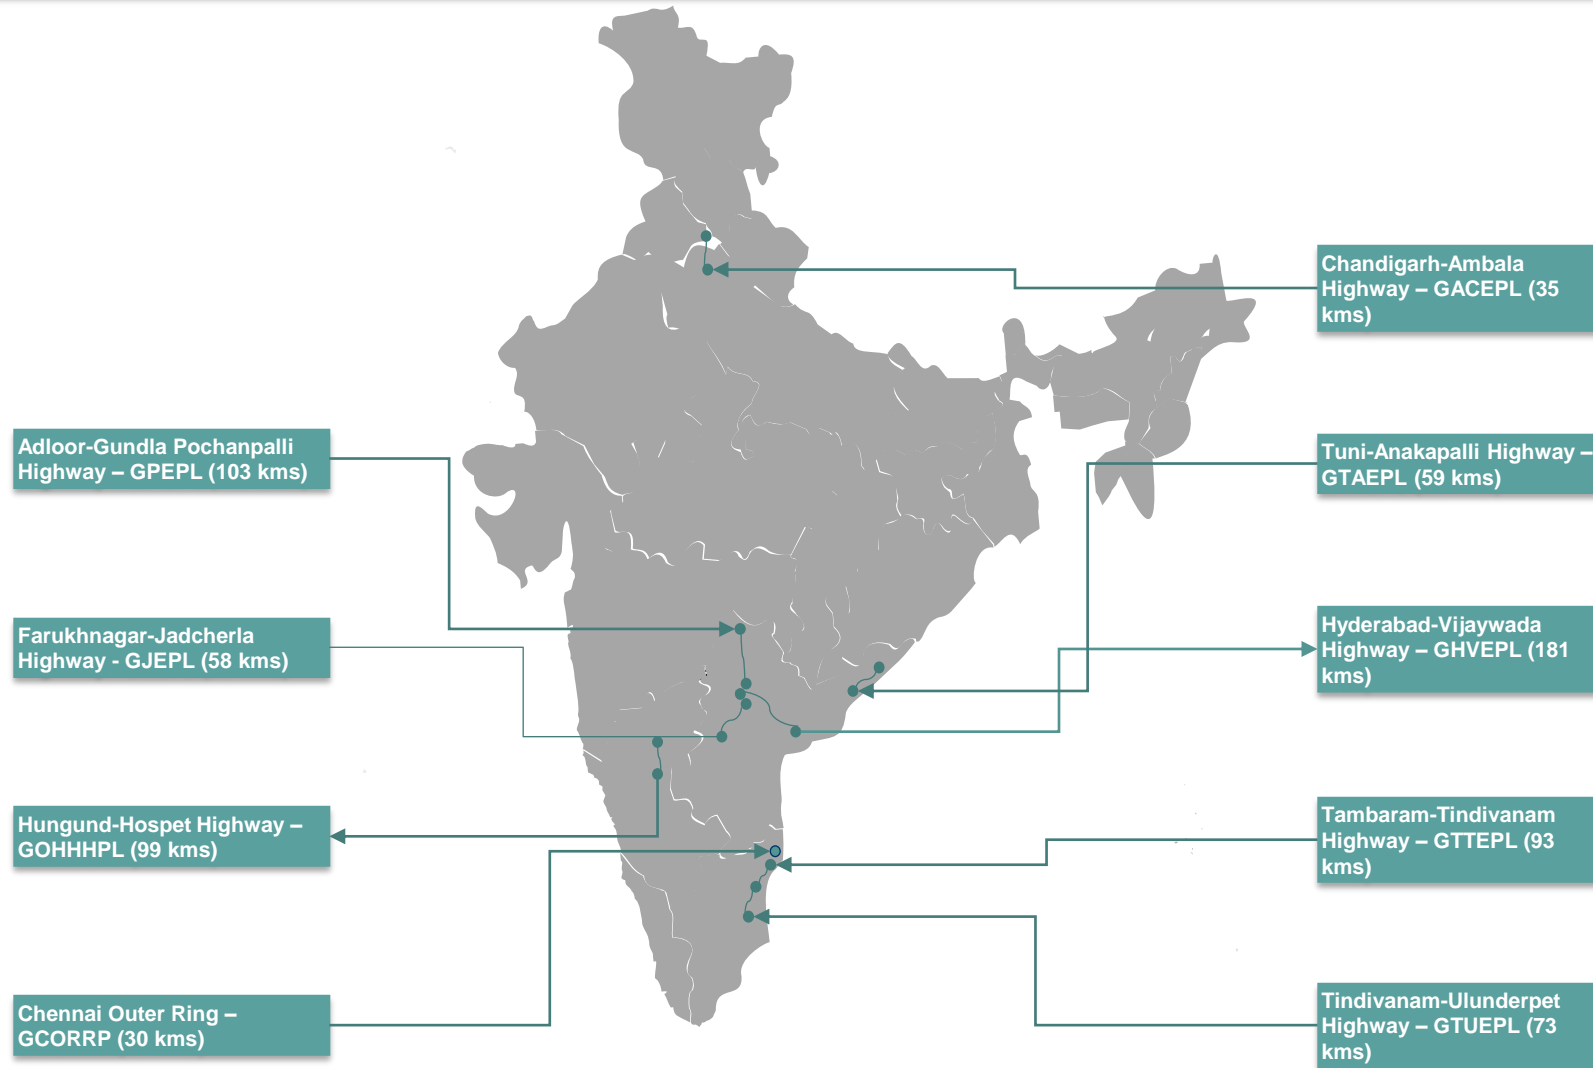 Chandigarh-Ambala
Highway – GACEPL (35
kms)
Adloor-Gundla Pochanpalli
Highway – GPEPL (103 kms)
Tuni-Anakapalli Highway –
GTAEPL (59 kms)
Farukhnagar-Jadcherla
Highway - GJEPL (58 kms)
Hyderabad-Vijaywada
Highway – GHVEPL (181
kms)
Hungund-Hospet Highway –
GOHHHPL (99 kms)
Tambaram-Tindivanam
Highway – GTTEPL (93
kms)
Chennai Outer Ring –
GCORRP (30 kms)
Tindivanam-Ulunderpet
Highway – GTUEPL (73
kms)